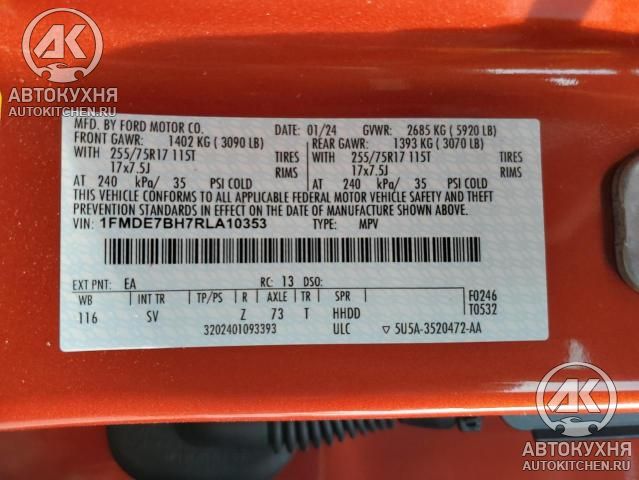 AK
АВТОКУХНЯ
AUTOKITCHEN.RU
MFD. BY FORD MOTOR CO. DATE: 01/24 GVWR: 2685 KG ( 5920 LB)
FRONT GAWR: 1402 KG ( 3090 LB) REAR GAWR: 1393 KG ( 3070 LB)
WITH 255/75R17 115T TIRES WITH 255/75R17 115T TIRES
17x7.5J RIMS 17x7.5J RIMS
AT 240 kPa/ 35 PSI COLD AT 240 kPa/ 35 PSI COLD
THIS VEHICLE CONFORMS TO ALL APPLICABLE FEDERAL MOTOR VEHICLE SAFETY AND THEFT
PREVENTION STANDARDS IN EFFECT ON THE DATE OF MANUFACTURE SHOWN ABOVE.
VIN: 1FMDE7BH7RLA10353 TYPE: MPV
EXT PNT: EA RC: 13 DSO:
WB INT TR TP/PS R AXLE TR SPR F0246
116 SV Z 73 T HHDD T0532
3202401093393 ULC ▽ 5U5A-3520472-AA
AK
АВТОКУХНЯ
AUTOKITCHEN.RU